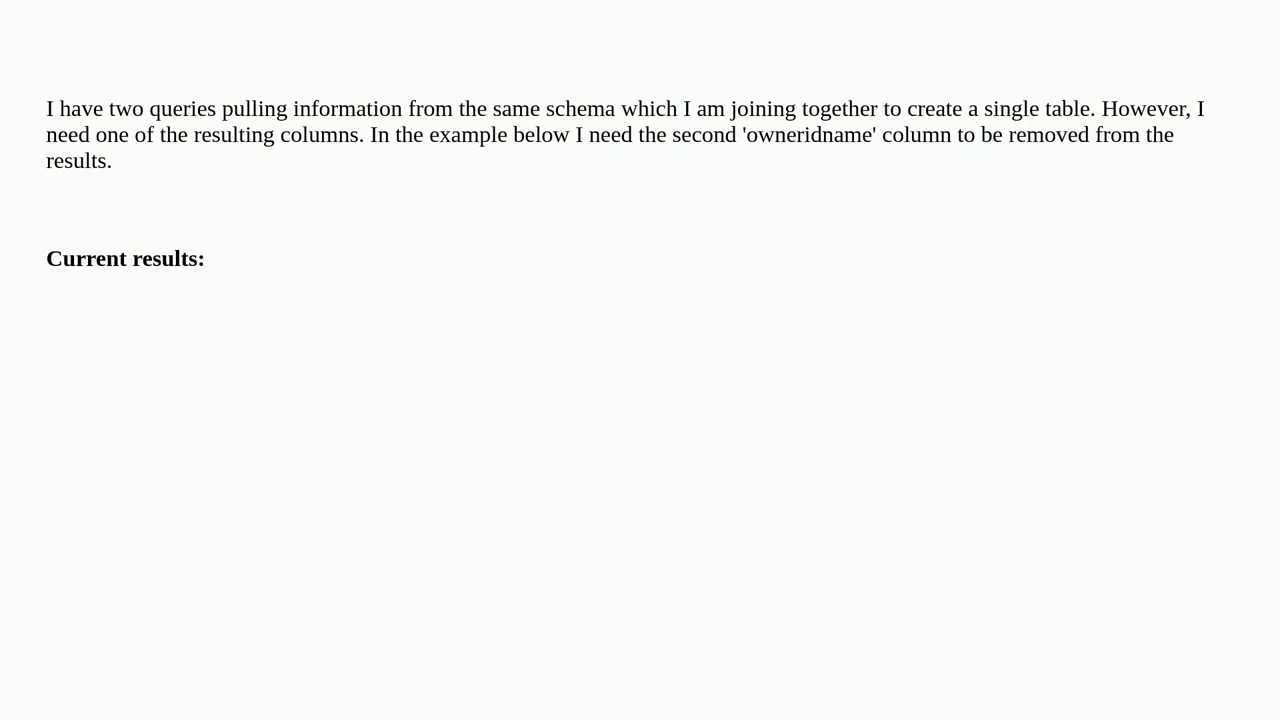 I have two queries pulling information from the same schema which I am joining together to create a single table. However, I
need one of the resulting columns. In the example below I need the second 'owneridname' column to be removed from the
results.
Current results: